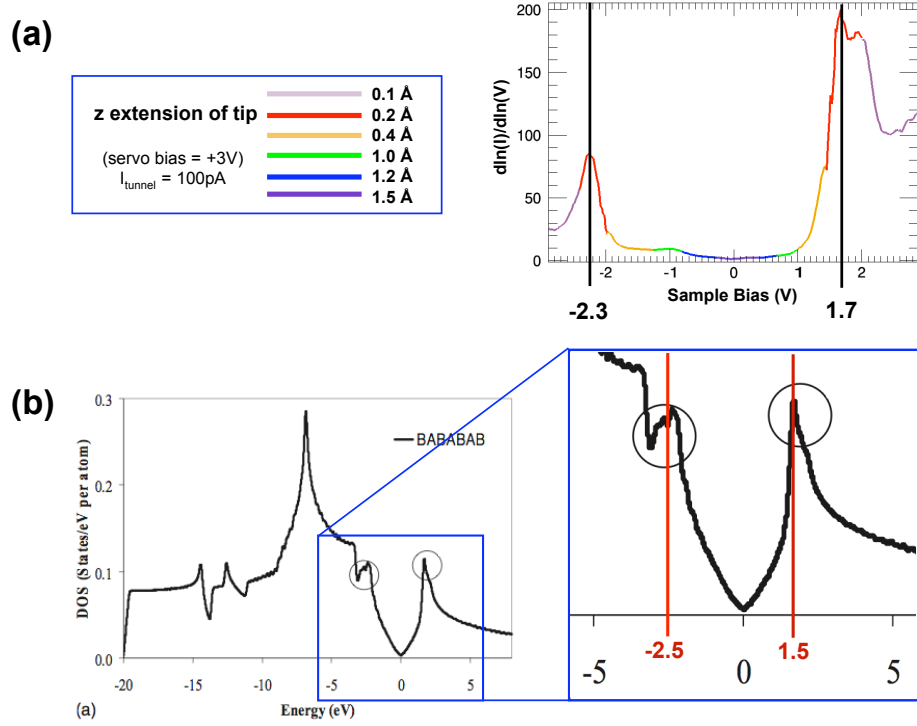 (a)
z extension of tip
(servo bias = +3V)
I_tunnel = 100pA
0.1 Å
0.2 Å
0.4 Å
1.0 Å
1.2 Å
1.5 Å
dln(I)/dln(V
200
150
100
50
0
-2 -1 0 1 2
Sample Bias (V)
-2.3 1.7
(b)
DOS (States/eV per atom)
0.3
0.2
0.1
0.0
BABABAB
-20 -15 -10 -5 0 5
Energy (eV)
(a)
-5 -2.5 0 1.5 5